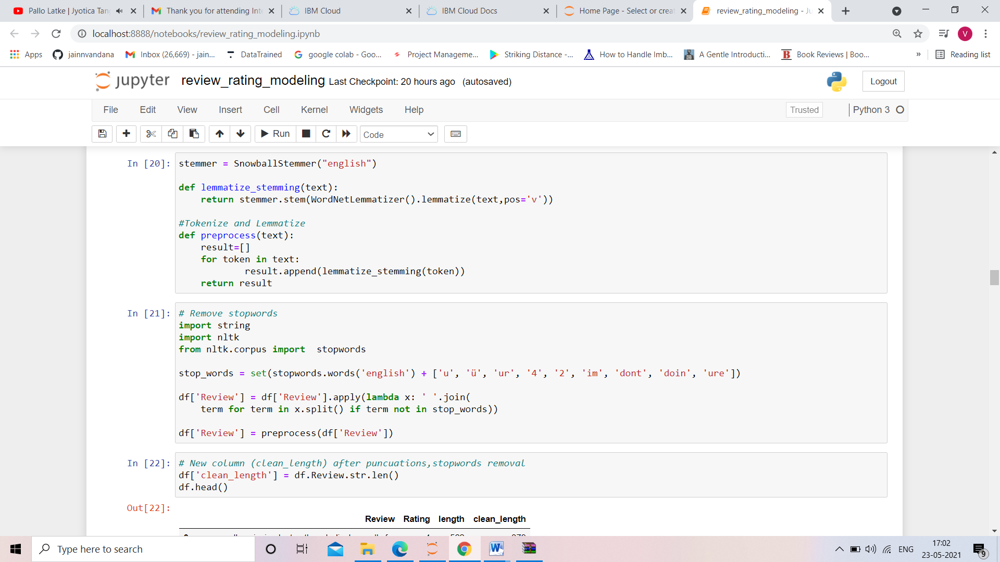 Pallo Latke | Jyotica Tan
Thank you for attending Int
IBM Cloud
IBM Cloud Docs
Home Page - Select or creat
review_rating_modeling - Ju
localhost:8888/notebooks/review_rating_modeling.ipynb
V
Apps
jainnvandana
Inbox (26,669) - jain...
DataTrained
google colab - Goo...
Project Manageme...
Striking Distance -...
How to Handle Imb...
A Gentle Introducti...
Book Reviews | Boo...
»
Reading list
jupyter review_rating_modeling Last Checkpoint: 20 hours ago (autosaved)
Logout
File Edit View Insert Cell Kernel Widgets Help
Trusted
Python 3
Run
Code
In [20]:
stemmer = SnowballStemmer("english")
def lemmatize_stemming(text):
    return stemmer.stem(WordNetLemmatizer().lemmatize(text,pos='v'))
#Tokenize and Lemmatize
def preprocess(text):
    result=[]
    for token in text:
            result.append(lemmatize_stemming(token))
    return result
In [21]:
# Remove stopwords
import string
import nltk
from nltk.corpus import  stopwords
stop_words = set(stopwords.words('english') + ['u', 'ü', 'ur', '4', '2', 'im', 'dont', 'doin', 'ure'])
df['Review'] = df['Review'].apply(lambda x: ' '.join(
    term for term in x.split() if term not in stop_words))
df['Review'] = preprocess(df['Review'])
In [22]:
# New column (clean_length) after puncuations,stopwords removal
df['clean_length'] = df.Review.str.len()
df.head()
Out[22]:
Review Rating length clean_length
Type here to search
ENG
17:02
23-05-2021
9